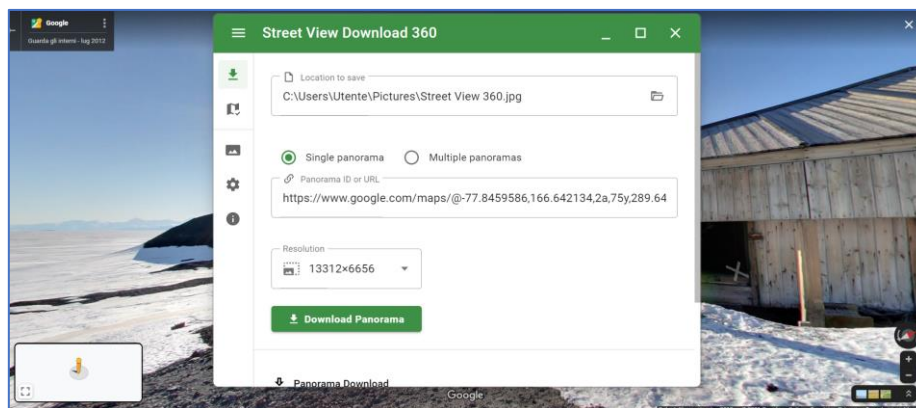 Google
Guarda gli interni - lug 2012
Street View Download 360
Location to save
C:\Users\Utente\Pictures\Street View 360.jpg
Single panorama
Multiple panoramas
Panorama ID or URL
https://www.google.com/maps/@-77.8459586,166.642134,2a,75y,289.64
Resolution
13312×6656
Download Panorama
Panorama Download
Google